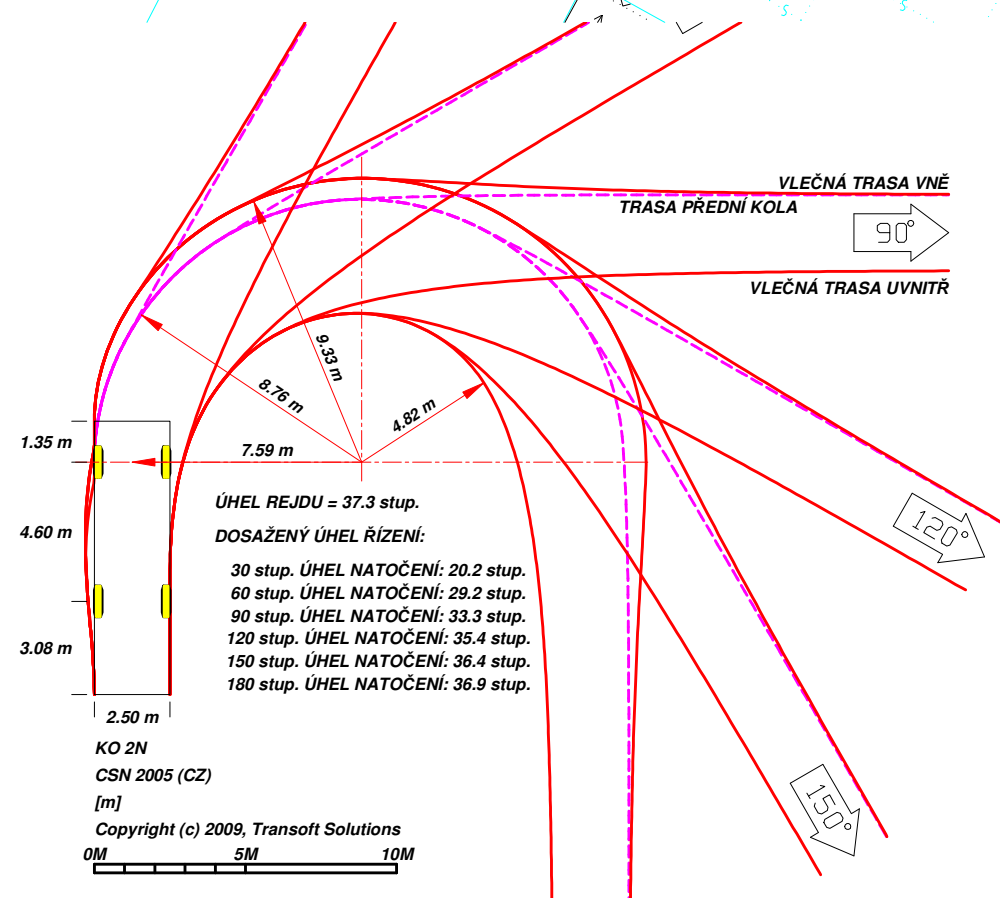 VLEČNÁ TRASA VNĚ
TRASA PŘEDNÍ KOLA
90°
VLEČNÁ TRASA UVNITŘ
9.33 m
8.76 m
4.82 m
1.35 m
7.59 m
4.60 m
3.08 m
2.50 m
ÚHEL REJDU = 37.3 stup.
DOSAŽENÝ ÚHEL ŘÍZENÍ:
30 stup. ÚHEL NATOČENÍ: 20.2 stup.
60 stup. ÚHEL NATOČENÍ: 29.2 stup.
90 stup. ÚHEL NATOČENÍ: 33.3 stup.
120 stup. ÚHEL NATOČENÍ: 35.4 stup.
150 stup. ÚHEL NATOČENÍ: 36.4 stup.
180 stup. ÚHEL NATOČENÍ: 36.9 stup.
120°
150°
KO 2N
CSN 2005 (CZ)
[m]
Copyright (c) 2009, Transoft Solutions
0M 5M 10M